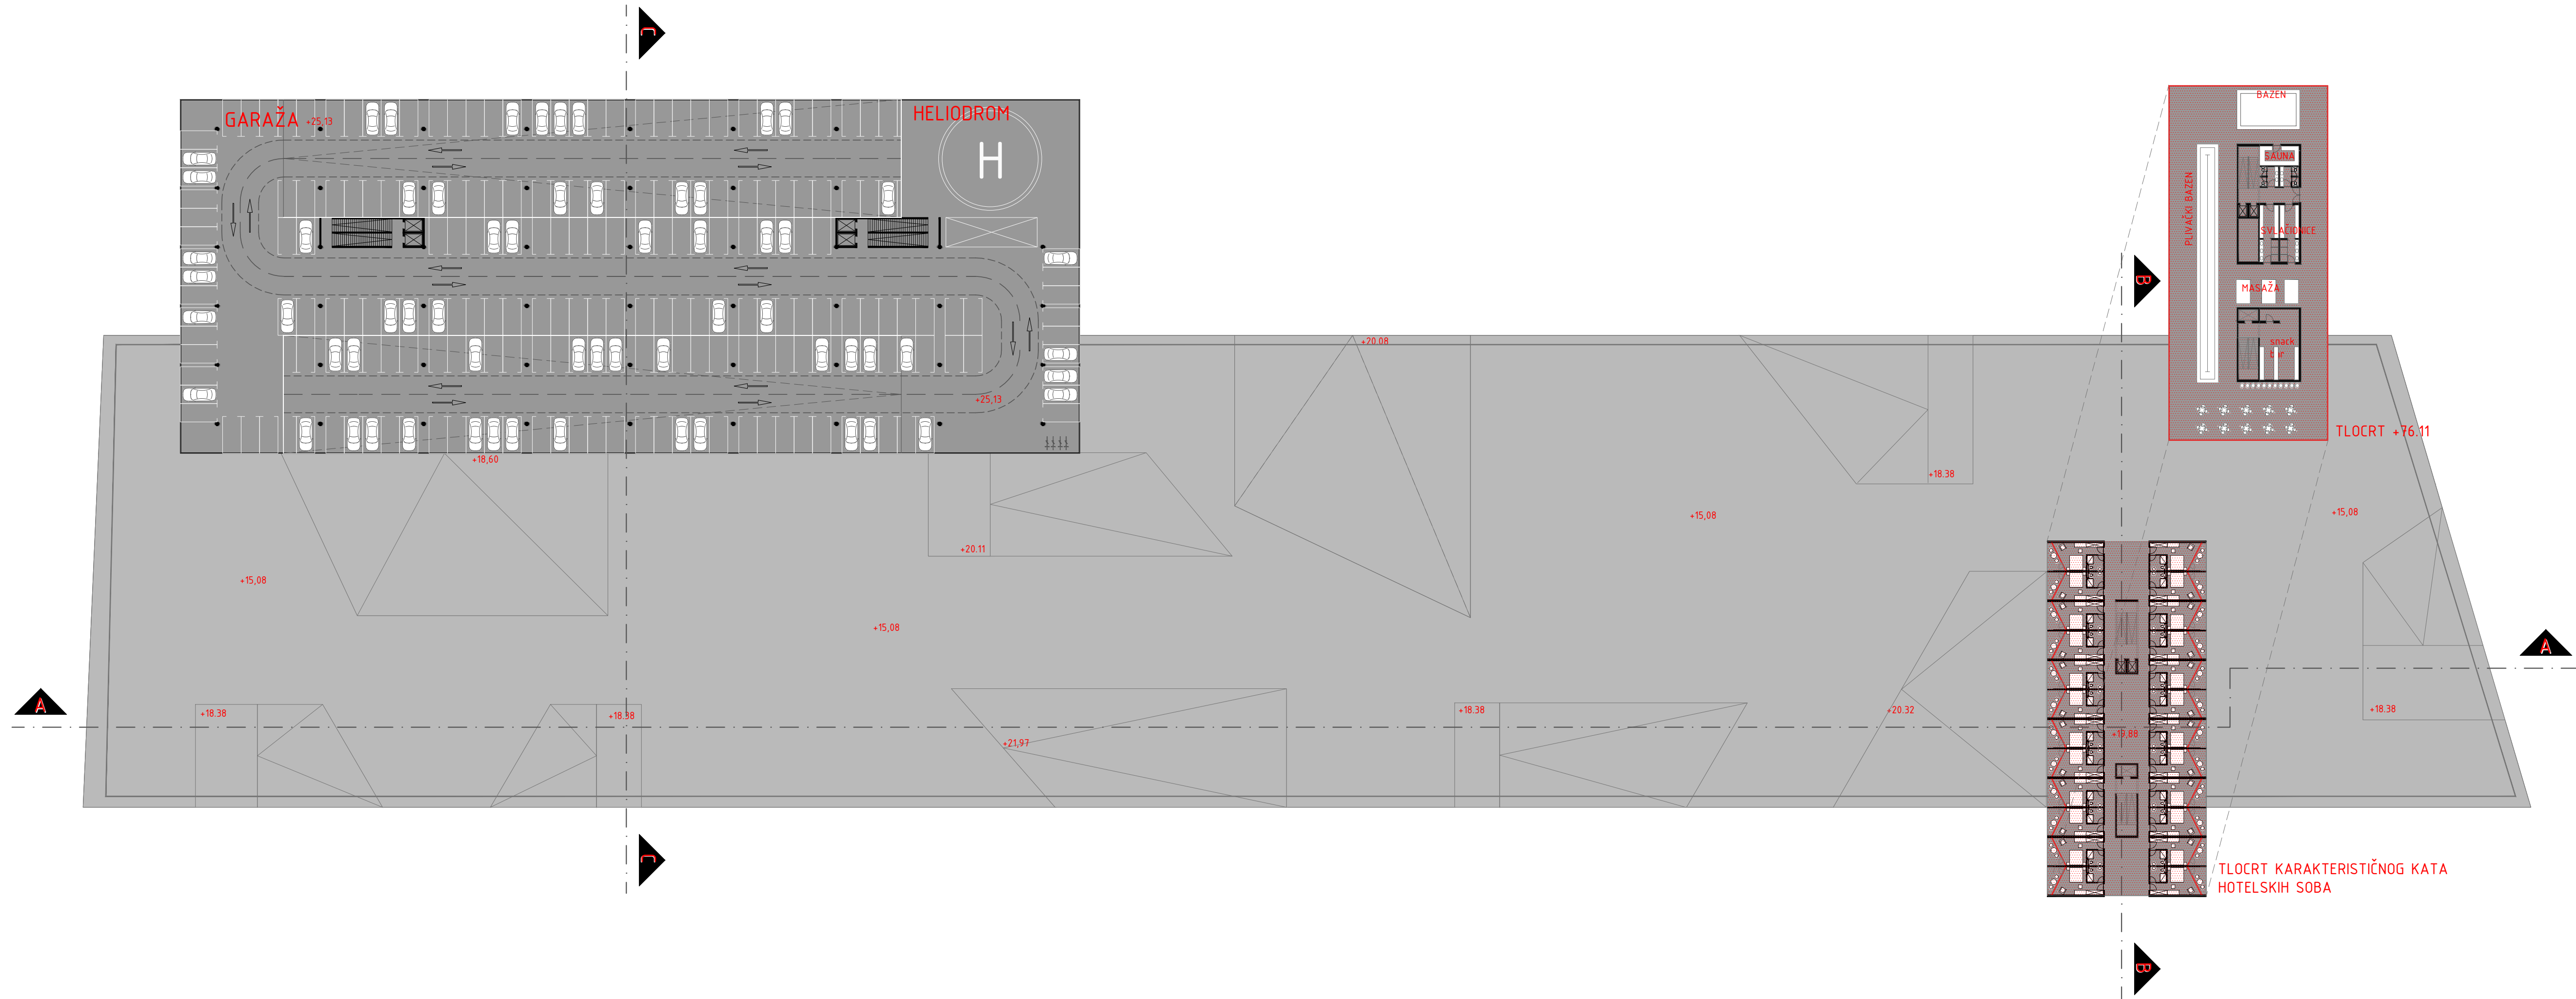 C
BAZEN
HELIODROM
GARAŽA +25,13
SAUNA
H
PLIVAČKI BAZEN
SVLAČIONICE
B
MASAŽA
+20.08
snack
bar
+25,13
TLOCRT +76.11
+18,60
+18.38
+15,08
+15,08
+20.11
+15,08
+15,08
A
A
+18.38
+18.38
+18.38
+20.32
+18.38
+19,88
+21,97
C
TLOCRT KARAKTERISTIČNOG KATA
HOTELSKIH SOBA
B